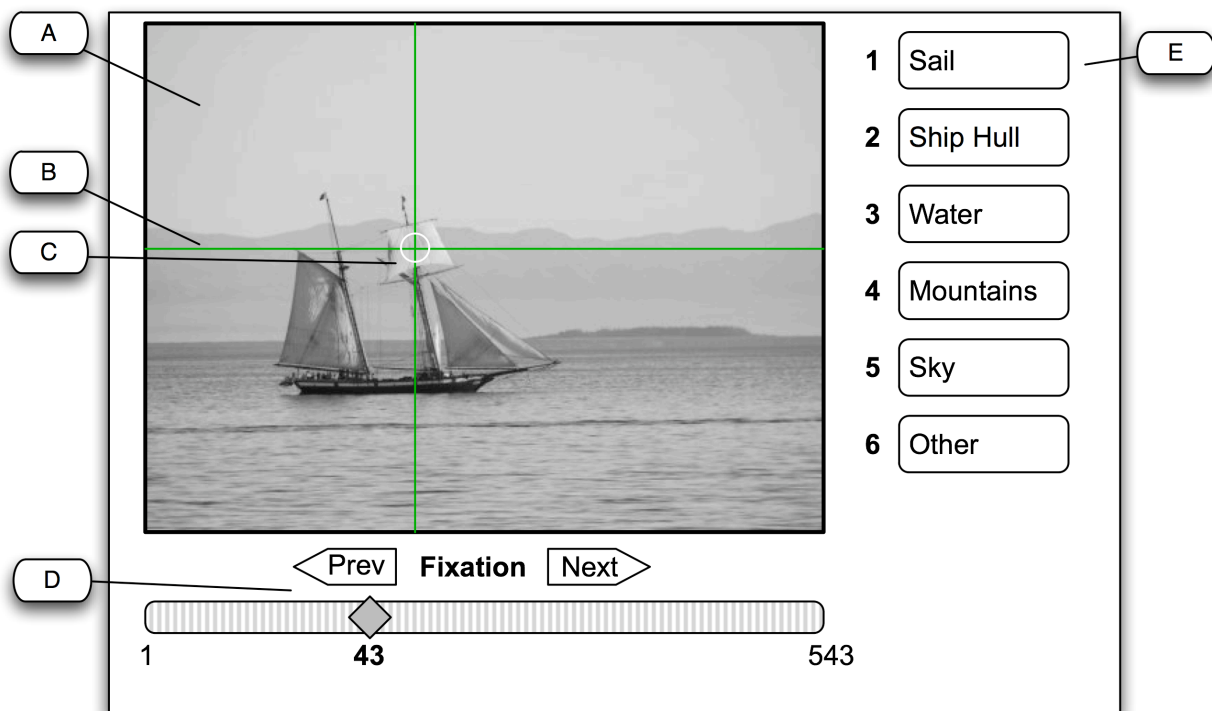 A
B
C
D
E
1 Sail
2 Ship Hull
3 Water
4 Mountains
5 Sky
6 Other
Prev Fixation Next
1 43 543